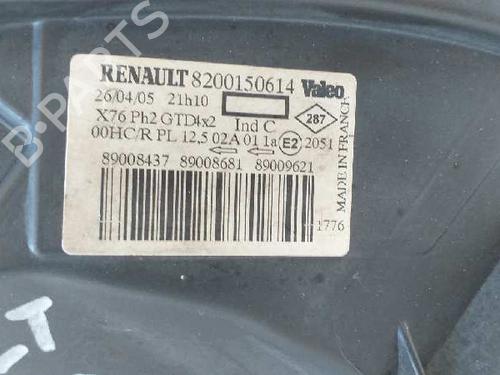 RENAULT 8200150614 Valeo
26/04/05 21h10
X76 Ph2 GTD4x2 Ind C
00HC/R PL 12,5 02A 01 1a E2 2051
287
MADE IN FRANCE
89008437 89008681 89009621
1776
B-PARTS